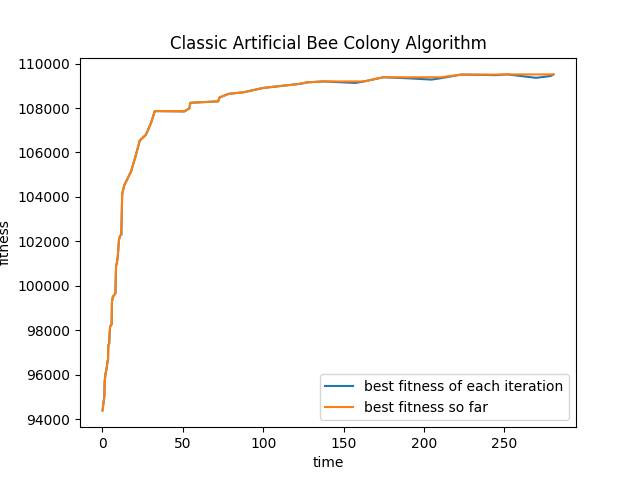 Classic Artificial Bee Colony Algorithm
110000
108000
106000
104000
102000
100000
98000
96000
94000
fitness
0 50 100 150 200 250
time
best fitness of each iteration
best fitness so far